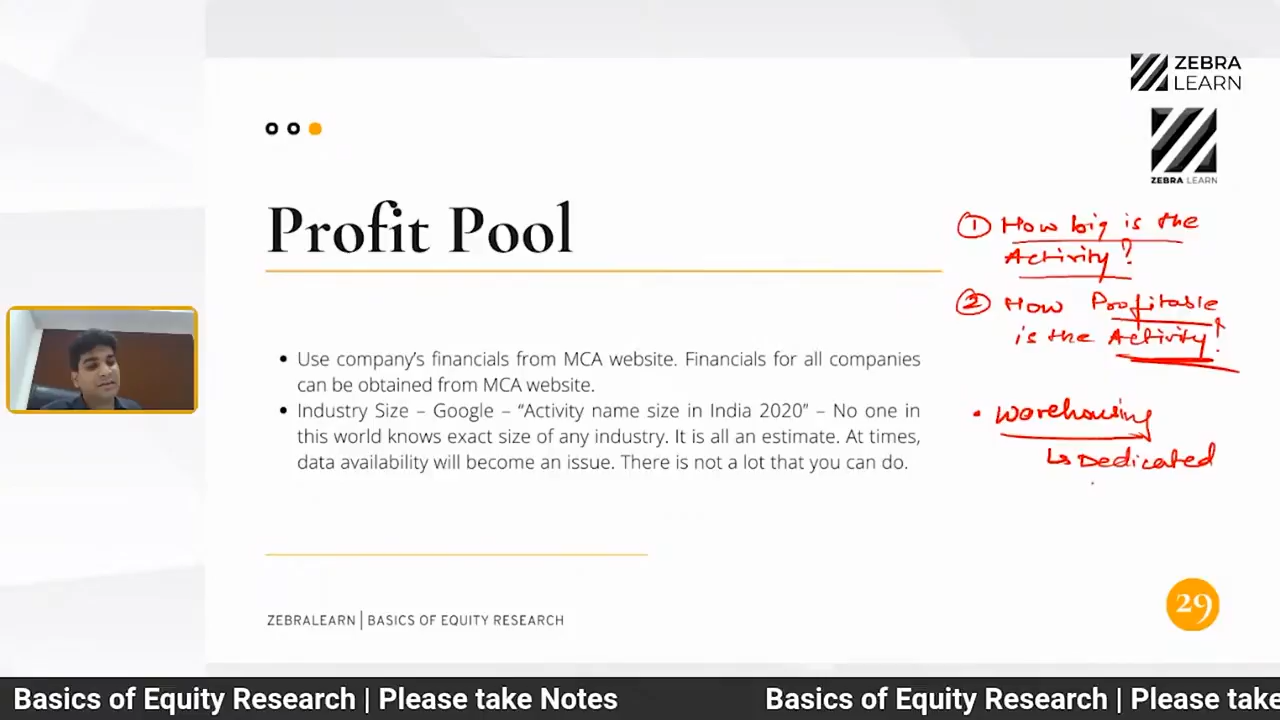 ZEBRA
LEARN
ZEBRA LEARN
Profit Pool
① How big is the
Activity?
② How Profitable
is the Activity?
• Use company's financials from MCA website. Financials for all companies
can be obtained from MCA website.
• Industry Size – Google – “Activity name size in India 2020” – No one in
this world knows exact size of any industry. It is all an estimate. At times,
data availability will become an issue. There is not a lot that you can do.
• Warehousing
↳ Dedicated
29
ZEBRALEARN | BASICS OF EQUITY RESEARCH
Basics of Equity Research | Please take Notes Basics of Equity Research | Please take